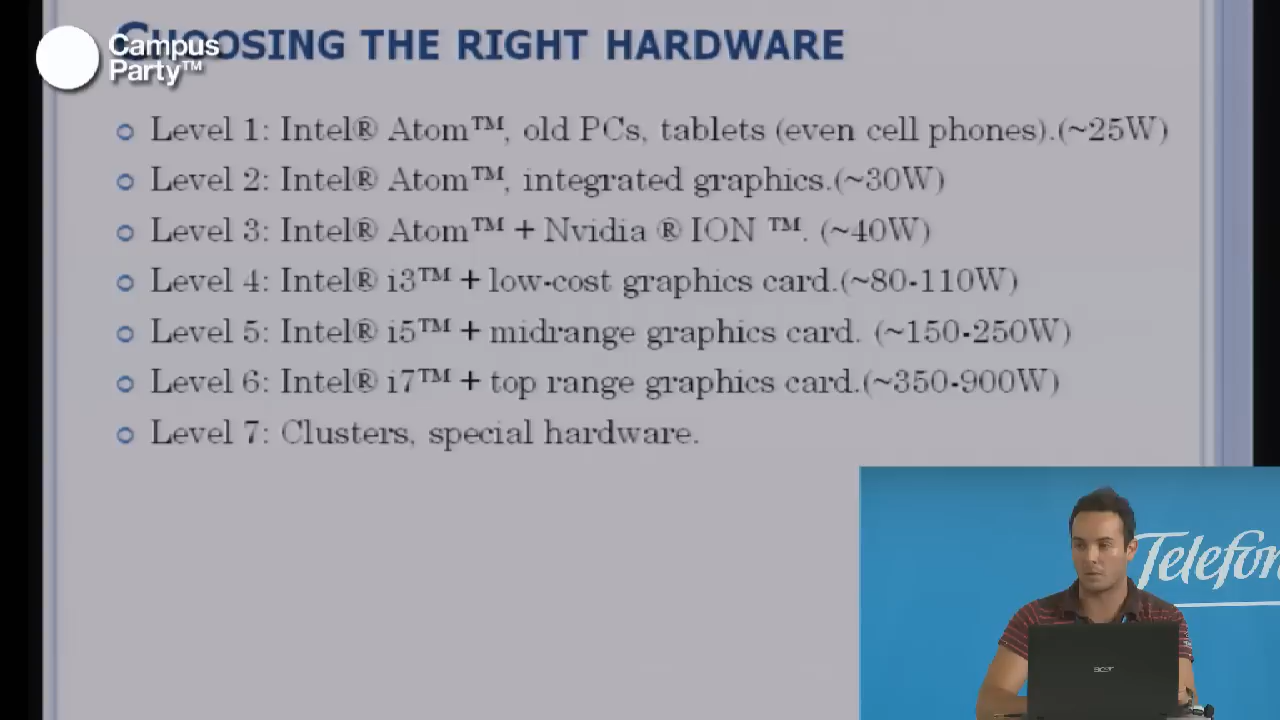 CHOOSING THE RIGHT HARDWARE
Campus
Party™
Level 1: Intel® Atom™, old PCs, tablets (even cell phones).(~25W)
Level 2: Intel® Atom™, integrated graphics.(~30W)
Level 3: Intel® Atom™ + Nvidia ® ION ™. (~40W)
Level 4: Intel® i3™ + low-cost graphics card.(~80-110W)
Level 5: Intel® i5™ + midrange graphics card. (~150-250W)
Level 6: Intel® i7™ + top range graphics card.(~350-900W)
Level 7: Clusters, special hardware.
Telefón
acer